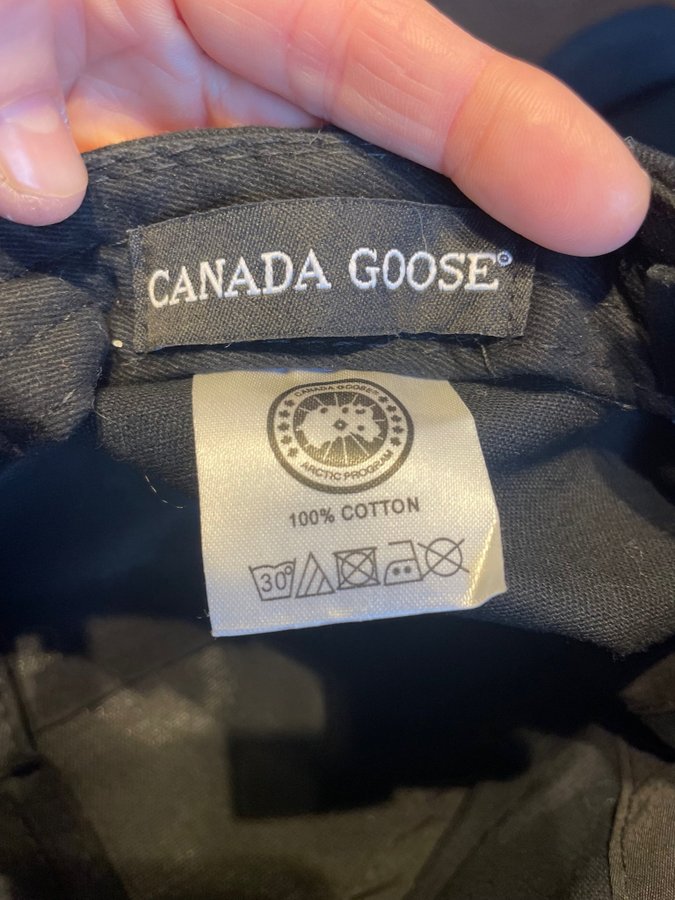 CANADA GOOSE®
CANADA GOOSE
ARCTIC PROGRAM
100% COTTON
30°